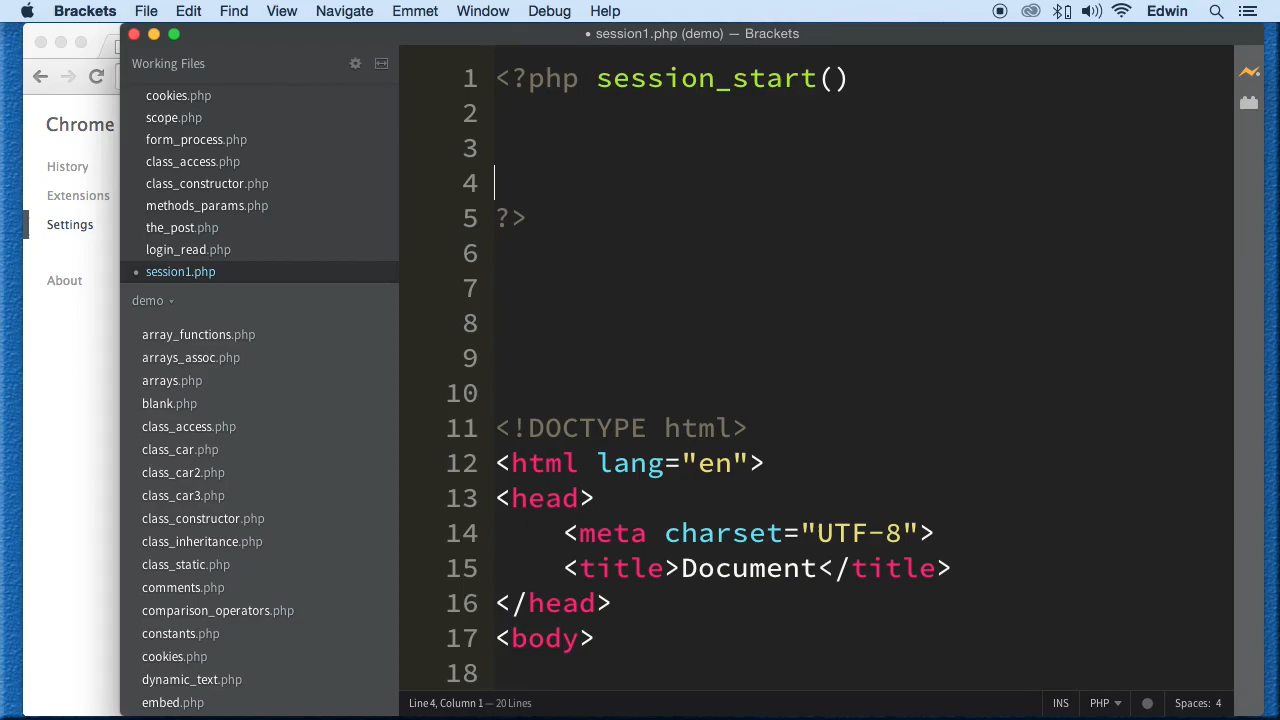 Brackets File Edit Find View Navigate Emmet Window Debug Help Edwin
• session1.php (demo) — Brackets
Chrome
History
Extensions
Settings
About
Working Files
cookies.php
scope.php
form_process.php
class_access.php
class_constructor.php
methods_params.php
the_post.php
login_read.php
session1.php
demo
array_functions.php
arrays_assoc.php
arrays.php
blank.php
class_access.php
class_car.php
class_car2.php
class_car3.php
class_constructor.php
class_inheritance.php
class_static.php
comments.php
comparison_operators.php
constants.php
cookies.php
dynamic_text.php
embed.php
1 <?php session_start()
2
3
4
5 ?>
6
7
8
9
10
11 <!DOCTYPE html>
12 <html lang="en">
13 <head>
14 <meta charset="UTF-8">
15 <title>Document</title>
16 </head>
17 <body>
18
Line 4, Column 1 — 20 Lines INS PHP Spaces: 4